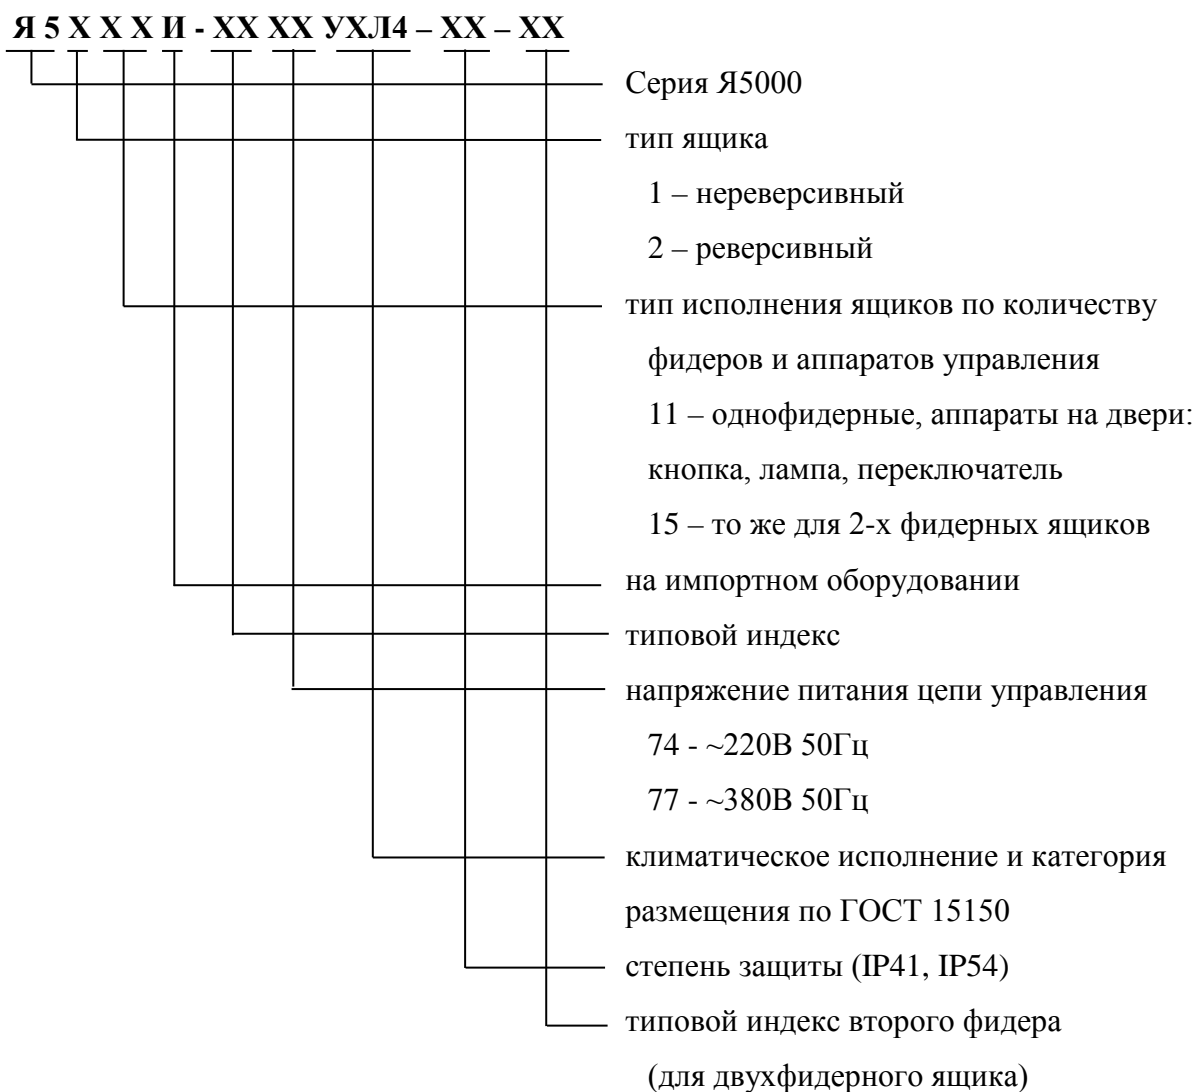 Я 5 Х Х Х И - ХХ ХХ УХЛ4 – ХХ – ХХ
Серия Я5000
тип ящика
1 – нереверсивный
2 – реверсивный
тип исполнения ящиков по количеству
фидеров и аппаратов управления
11 – однофидерные, аппараты на двери:
кнопка, лампа, переключатель
15 – то же для 2-х фидерных ящиков
на импортном оборудовании
типовой индекс
напряжение питания цепи управления
74 - ~220В 50Гц
77 - ~380В 50Гц
климатическое исполнение и категория
размещения по ГОСТ 15150
степень защиты (IP41, IP54)
типовой индекс второго фидера
(для двухфидерного ящика)